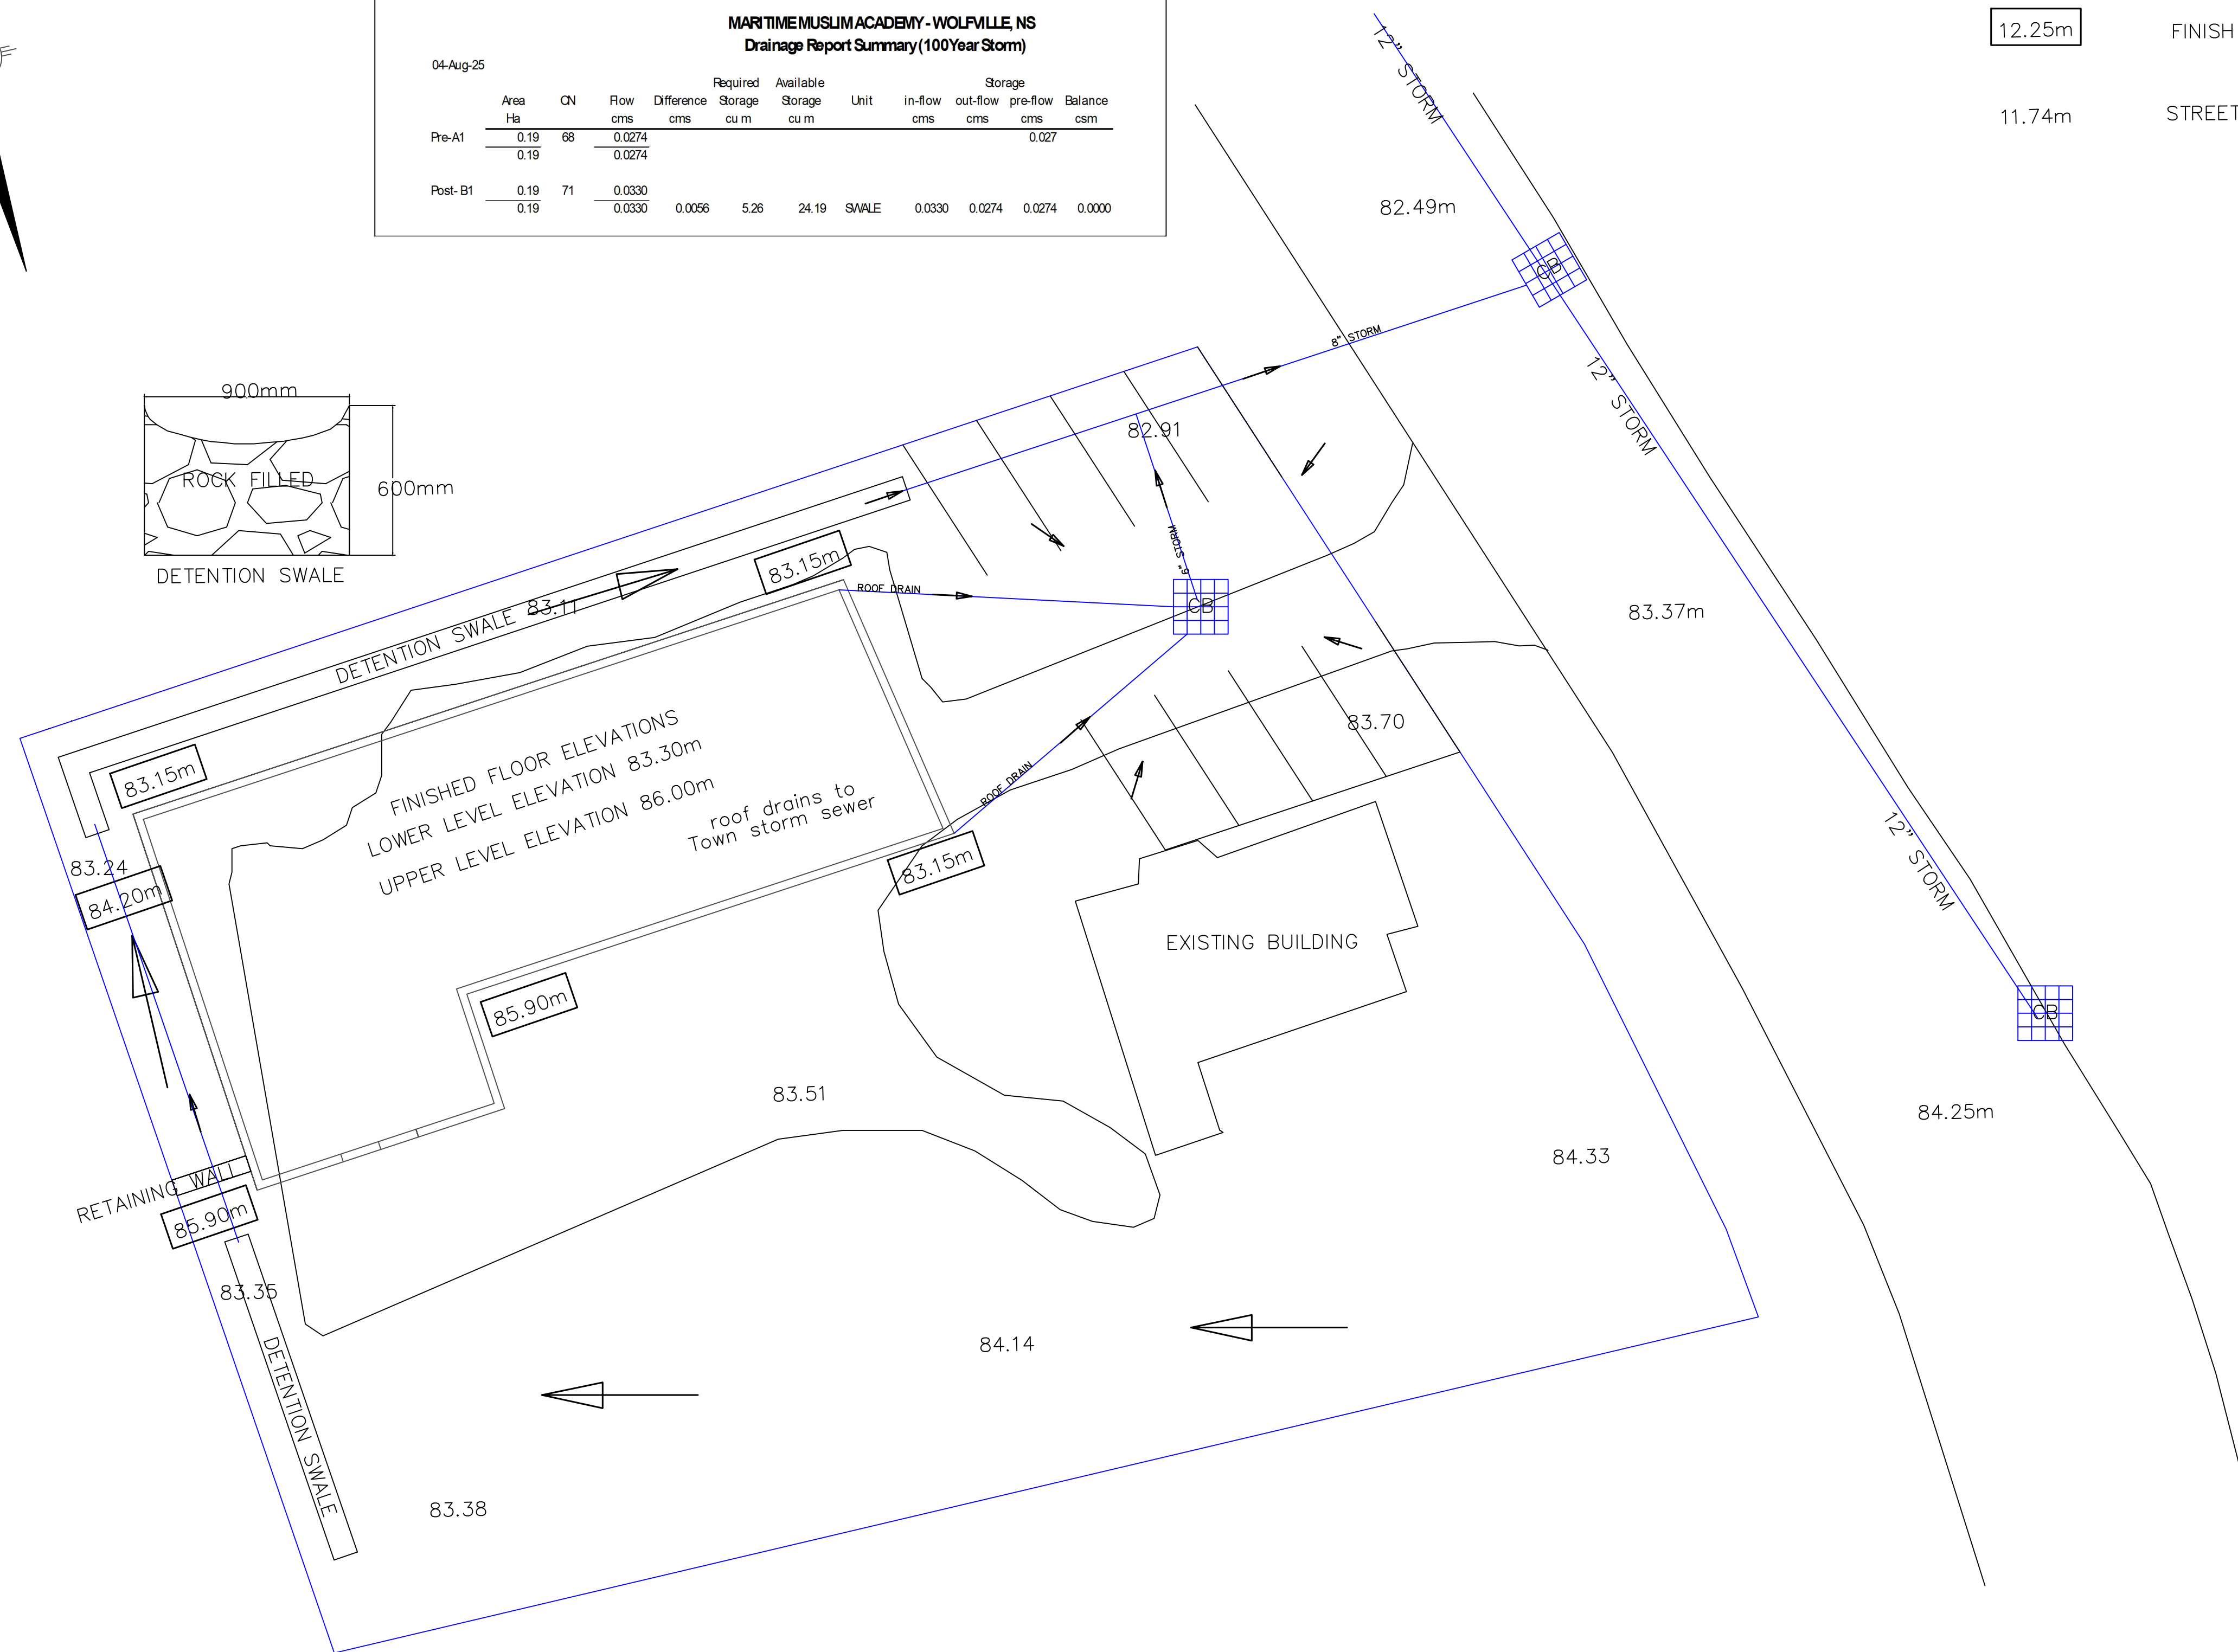 MARITIME MUSLIM ACADEMY - WOLFVILLE, NS
Drainage Report Summary (100 Year Storm)
04-Aug-25
Required Available Storage
Area CN Flow Difference Storage Storage Unit in-flow out-flow pre-flow Balance
Ha cms cms cu m cu m cms cms cms csm
Pre-A1 0.19 68 0.0274 0.027
0.19 0.0274
Post- B1 0.19 71 0.0330
0.19 0.0330 0.0056 5.26 24.19 SWALE 0.0330 0.0274 0.0274 0.0000
12.25m FINISH
11.74m STREET
12" STORM
82.49m
CB
8" STORM
12" STORM
900mm
ROCK FILLED
600mm
DETENTION SWALE
82.91
6" STORM
83.15m
ROOF DRAIN
CB
83.11
DETENTION SWALE
83.37m
83.70
83.15m
FINISHED FLOOR ELEVATIONS
LOWER LEVEL ELEVATION 83.30m
UPPER LEVEL ELEVATION 86.00m
roof drains to
Town storm sewer
ROOF DRAIN
83.15m
83.24
84.20m
12" STORM
EXISTING BUILDING
85.90m
CB
83.51
84.25m
84.33
RETAINING WALL
85.90m
83.35
DETENTION SWALE
84.14
83.38